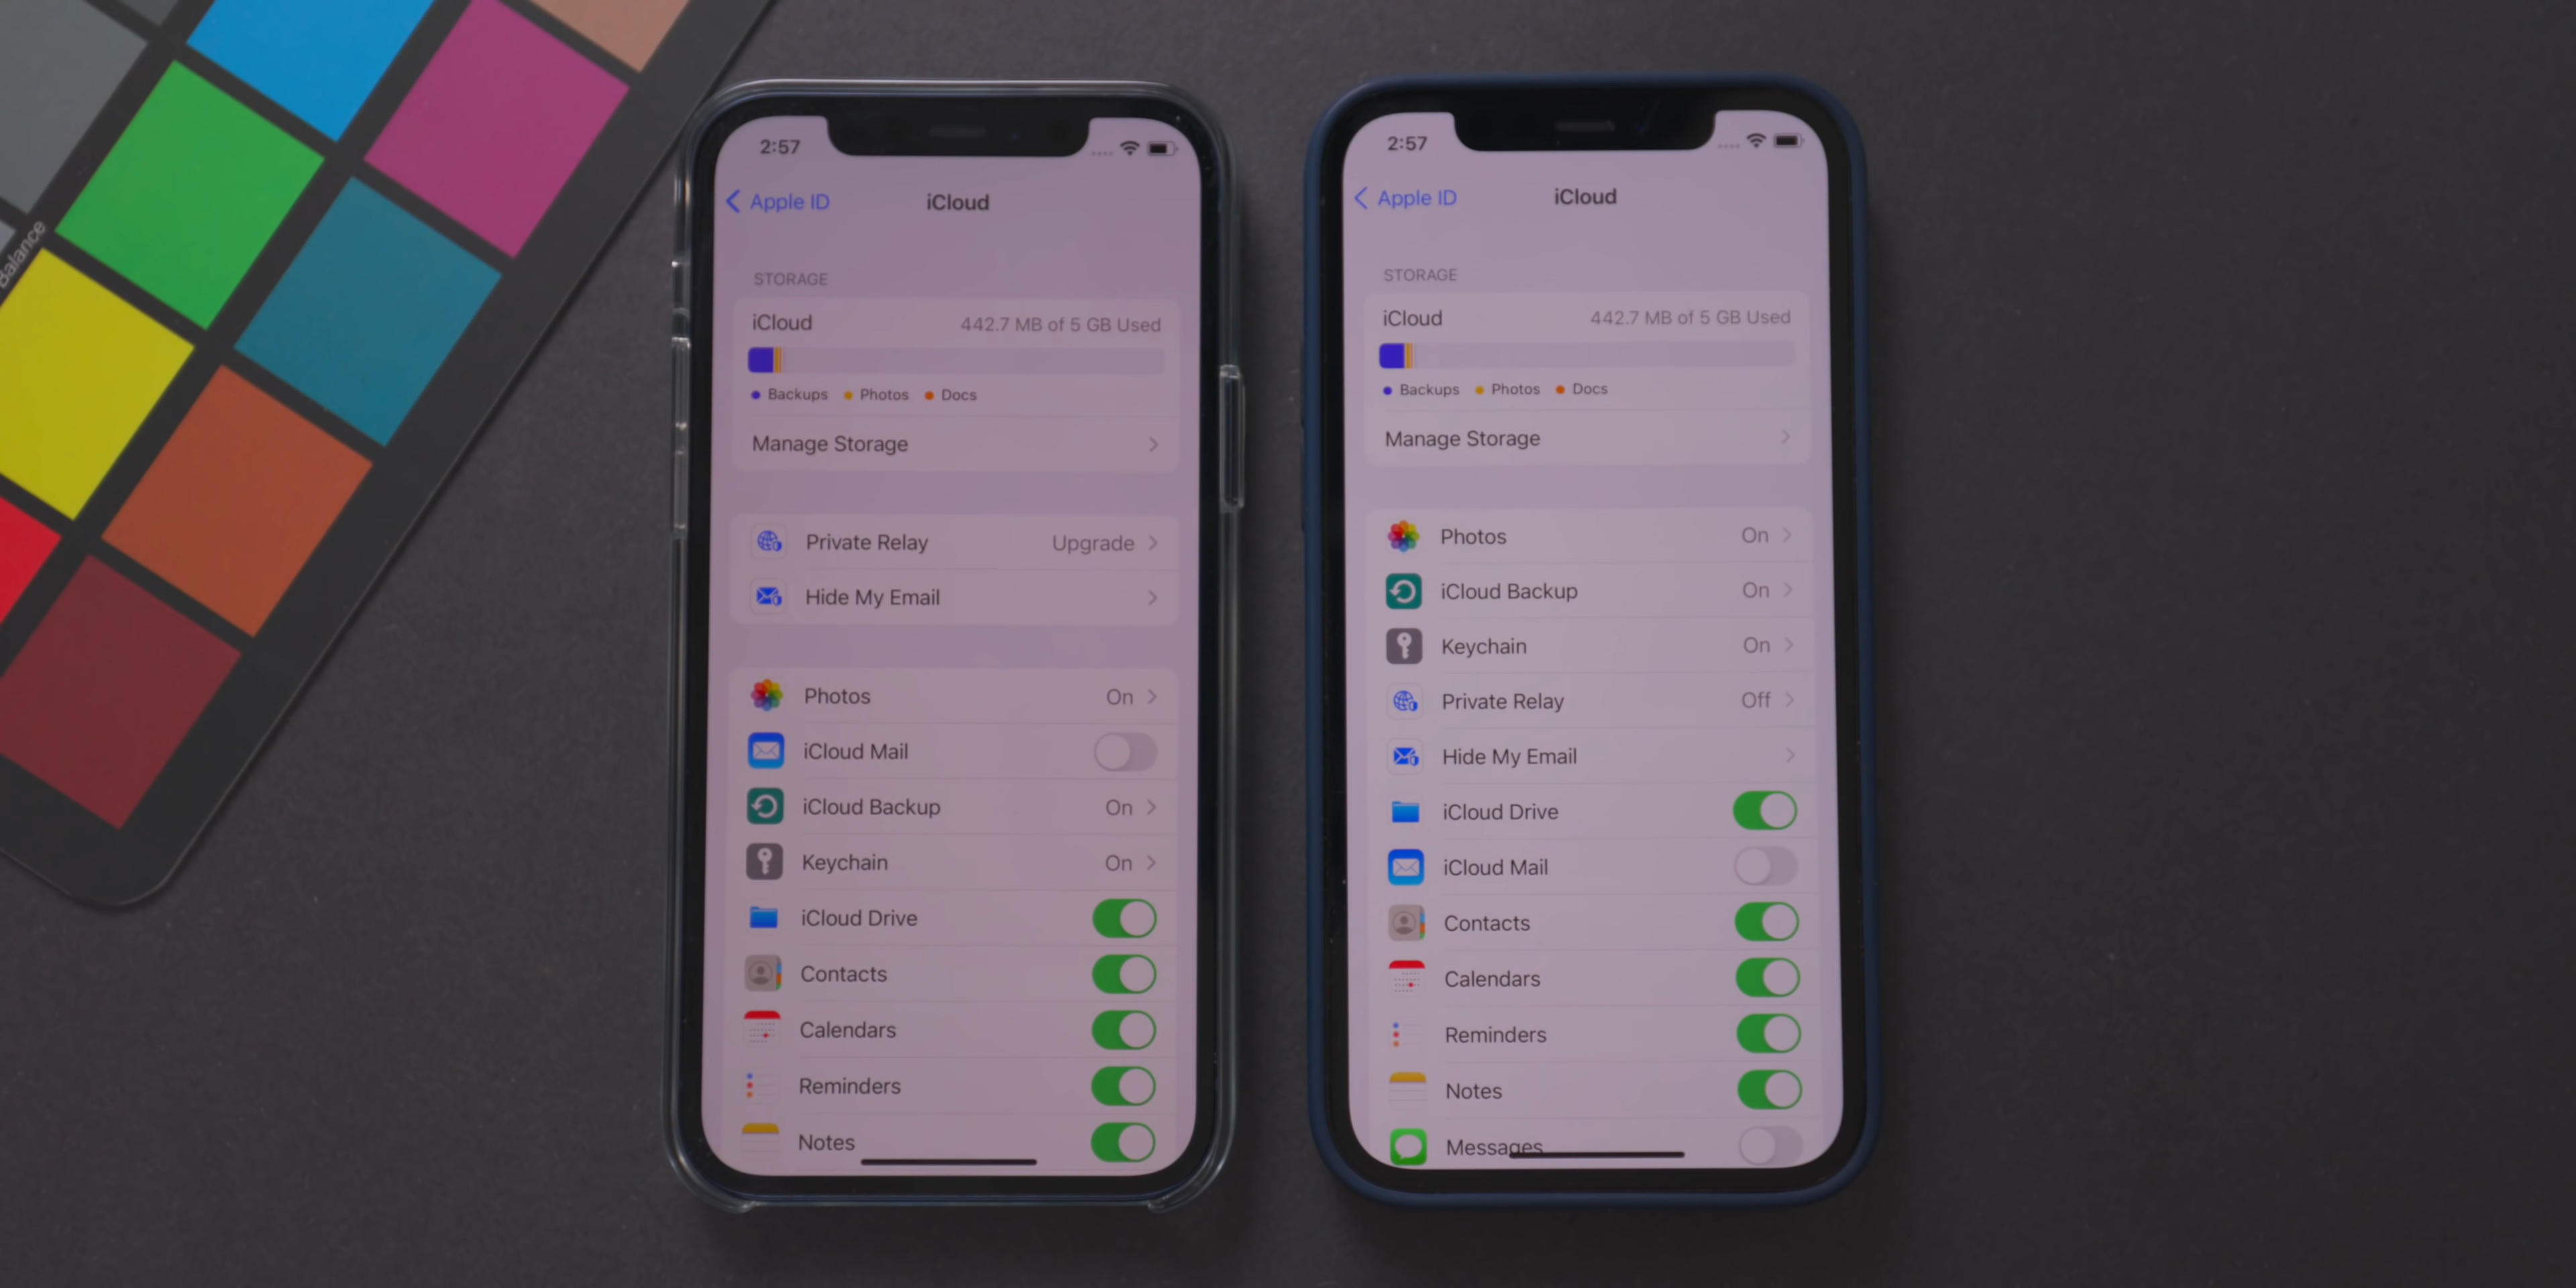 Balance
2:57
Apple ID
iCloud
STORAGE
iCloud 442.7 MB of 5 GB Used
Backups Photos Docs
Manage Storage
Private Relay Upgrade
Hide My Email
Photos On
iCloud Mail
iCloud Backup On
Keychain On
iCloud Drive
Contacts
Calendars
Reminders
Notes
2:57
Apple ID
iCloud
STORAGE
iCloud 442.7 MB of 5 GB Used
Backups Photos Docs
Manage Storage
Photos On
iCloud Backup On
Keychain On
Private Relay Off
Hide My Email
iCloud Drive
iCloud Mail
Contacts
Calendars
Reminders
Notes
Messages